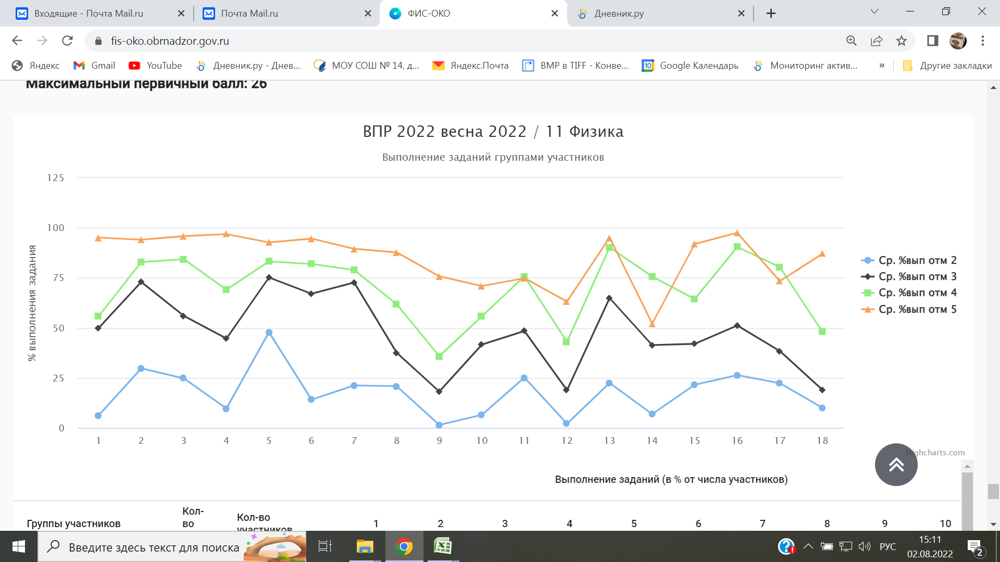 Входящие - Почта Mail.ru
Почта Mail.ru
ФИС-ОКО
Дневник.ру
fis-oko.obrnadzor.gov.ru
Яндекс
Gmail
YouTube
Дневник.ру - Днев...
МОУ СОШ № 14, д...
Яндекс.Почта
BMP в TIFF - Конве...
10
Google Календарь
Мониторинг актив...
»
Другие закладки
Максимальный первичный балл: 26
ВПР 2022 весна 2022 / 11 Физика
Выполнение заданий группами участников
% выполнения задания
125
100
75
50
25
0
1 2 3 4 5 6 7 8 9 10 11 12 13 14 15 16 17 18
Ср. %вып отм 2
Ср. %вып отм 3
Ср. %вып отм 4
Ср. %вып отм 5
Highcharts.com
Выполнение заданий (в % от числа участников)
Группы участников
Кол-
во
Кол-во
участников
1 2 3 4 5 6 7 8 9 10
Введите здесь текст для поиска
РУС
15:11
02.08.2022
2